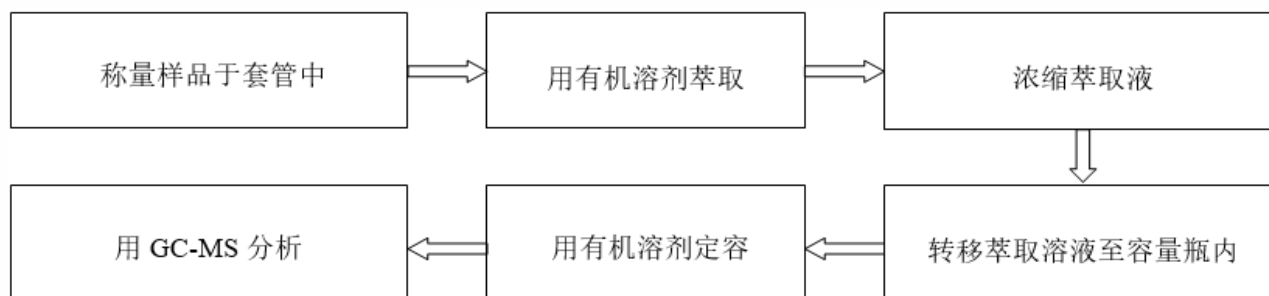 称量样品于套管中
用有机溶剂萃取
浓缩萃取液
转移萃取溶液至容量瓶内
用有机溶剂定容
用 GC-MS 分析